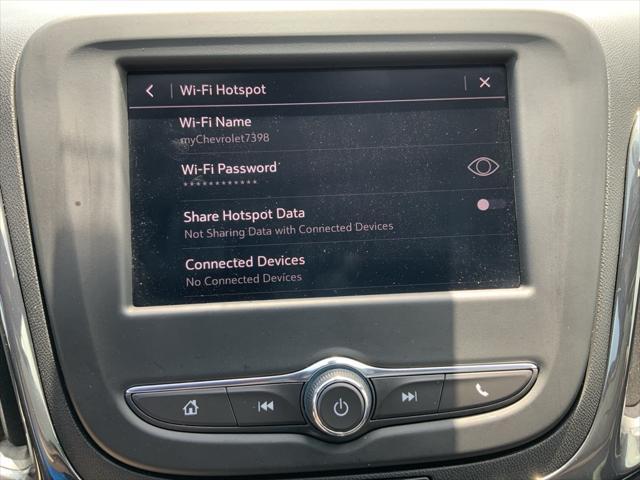 Wi-Fi Hotspot
Wi-Fi Name
myChevrolet7398
Wi-Fi Password
************
Share Hotspot Data
Not Sharing Data with Connected Devices
Connected Devices
No Connected Devices